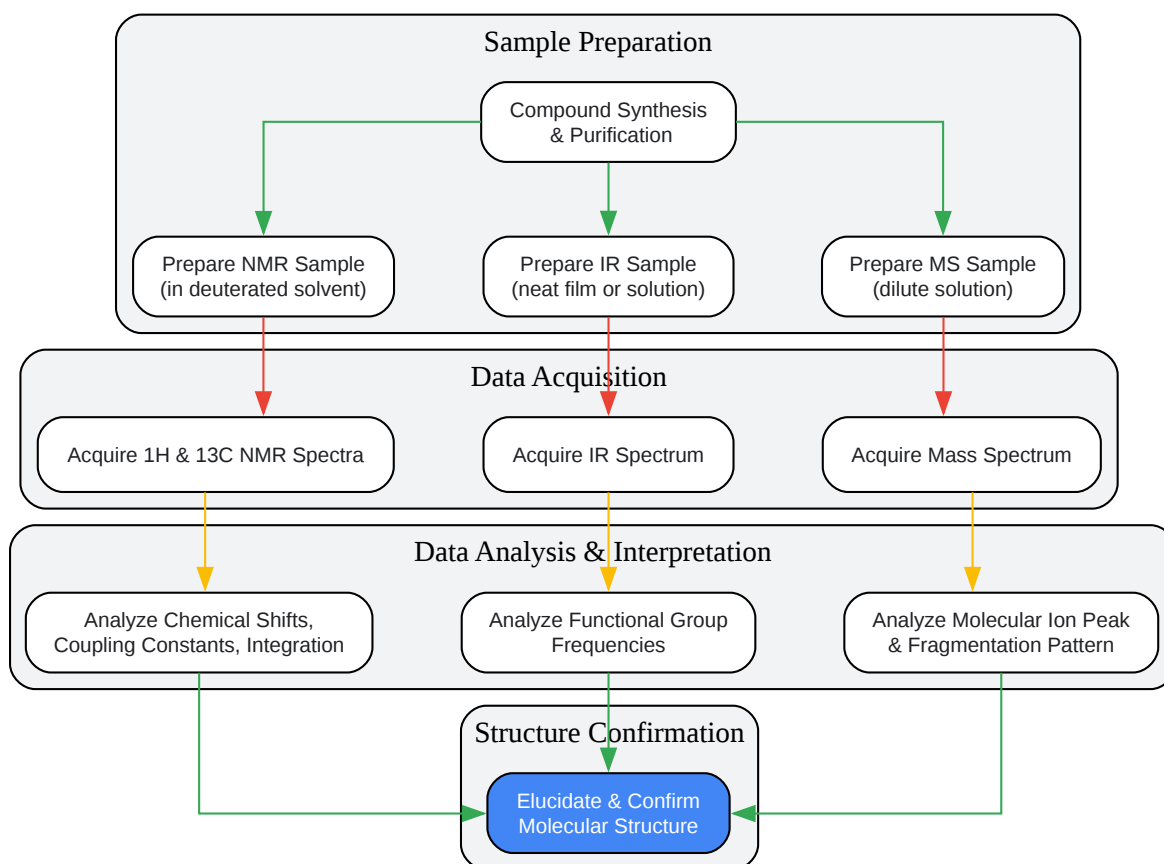 Sample Preparation
Compound Synthesis
& Purification
Prepare NMR Sample
(in deuterated solvent)
Prepare IR Sample
(neat film or solution)
Prepare MS Sample
(dilute solution)
Data Acquisition
Acquire 1H & 13C NMR Spectra
Acquire IR Spectrum
Acquire Mass Spectrum
Data Analysis & Interpretation
Analyze Chemical Shifts,
Coupling Constants, Integration
Analyze Functional Group
Frequencies
Analyze Molecular Ion Peak
& Fragmentation Pattern
Structure Confirmation
Elucidate & Confirm
Molecular Structure